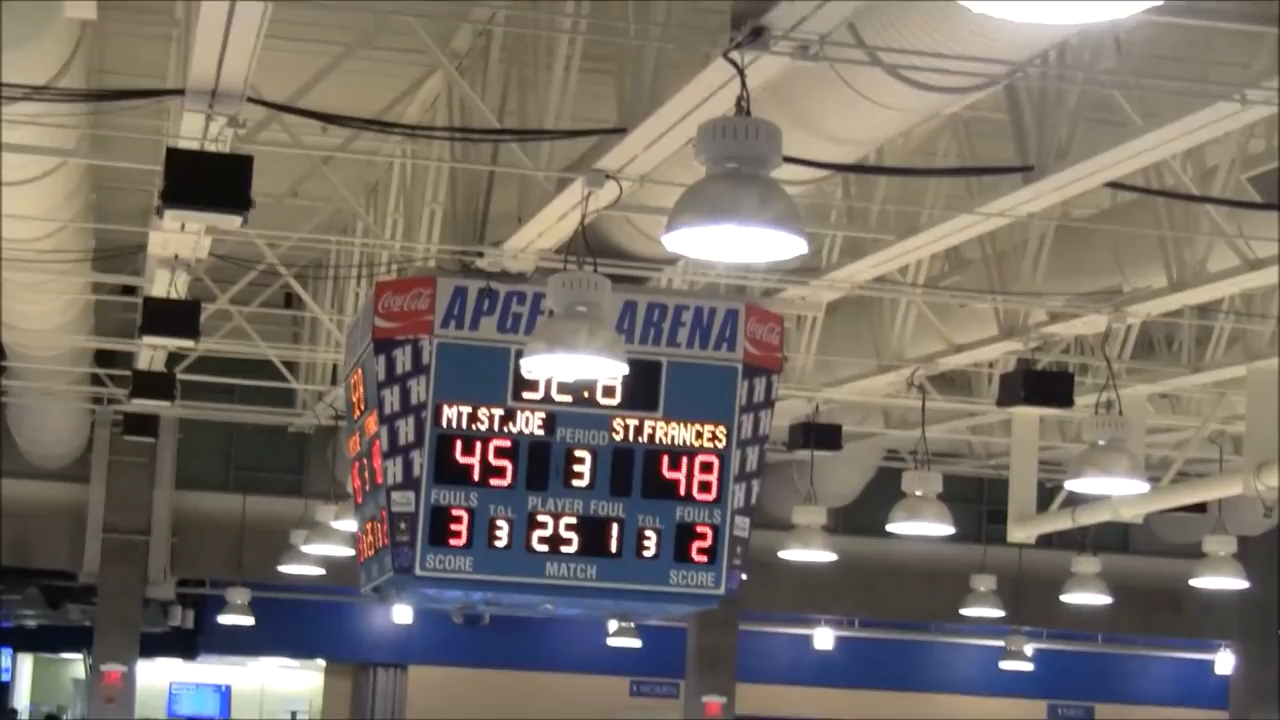 Coca-Cola APGF ARENA Coca-Cola
MT.ST.JOE PERIOD ST.FRANCES
45 3 48
FOULS T.O.L. PLAYER FOUL T.O.L. FOULS
3 3 25 1 3 2
SCORE MATCH SCORE
WOMEN